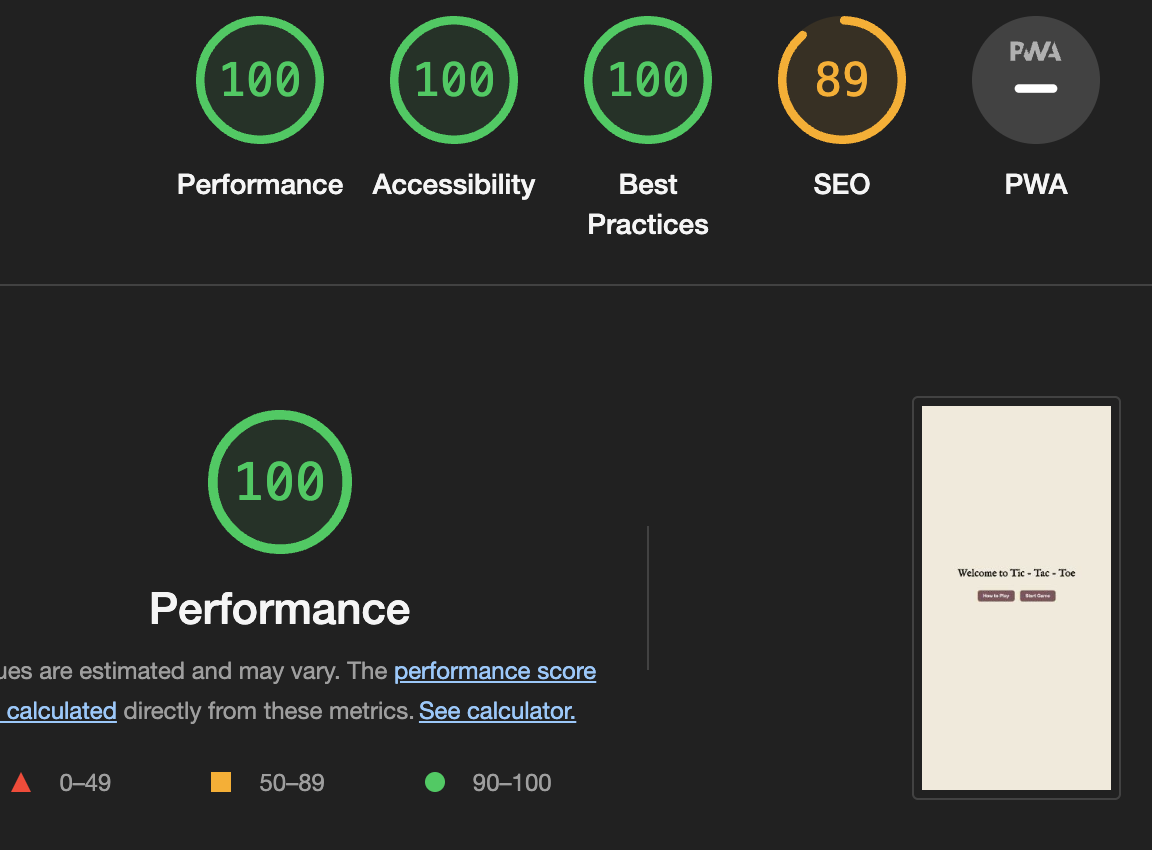 100 100 100 89 PWA
Performance Accessibility Best Practices SEO PWA
100
Performance
ues are estimated and may vary. The performance score
calculated directly from these metrics. See calculator.
0–49 50–89 90–100
Welcome to Tic - Tac - Toe
How to Play Start Game